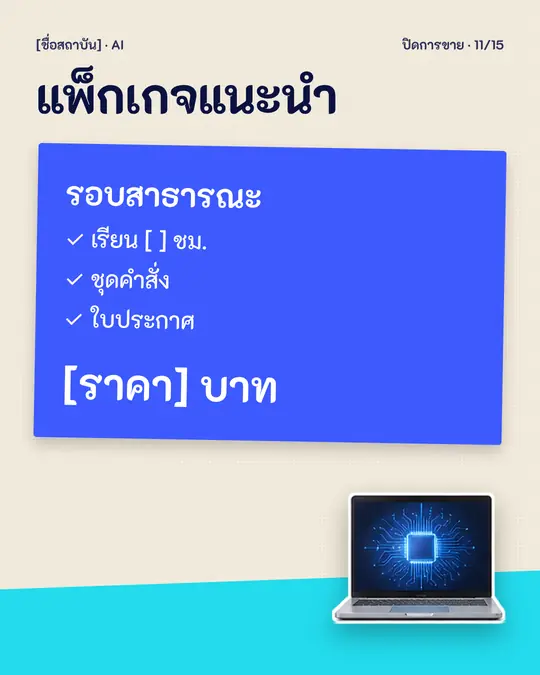 [ชื่อสถาบัน] · AI
ปิดการขาย · 11/15
แพ็กเกจแนะนำ
รอบสาธารณะ
✓ เรียน [ ] ชม.
✓ ชุดคำสั่ง
✓ ใบประกาศ
[ราคา] บาท